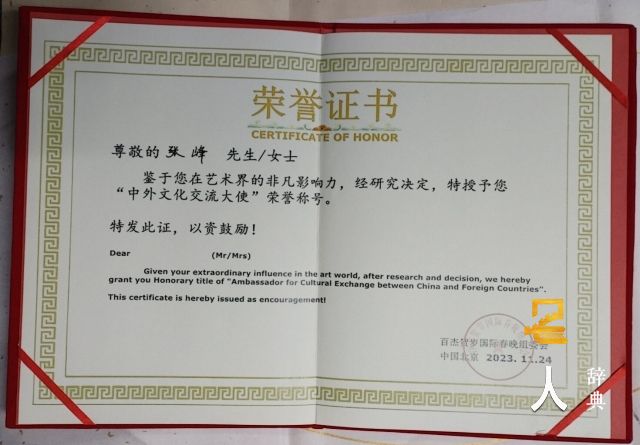 荣誉证书
CERTIFICATE OF HONOR
尊敬的张峰 先生/女士
鉴于您在艺术界的非凡影响力，经研究决定，特授予您
“中外文化交流大使”荣誉称号。
特发此证，以资鼓励！
Dear (Mr/Mrs)
Given your extraordinary influence in the art world, after research and decision, we hereby
grant you Honorary title of "Ambassador for Cultural Exchange between China and Foreign Countries".
This certificate is hereby issued as encouragement!
百杰贺岁国际春晚组委会
中国北京 2023.11.24
人
辞典